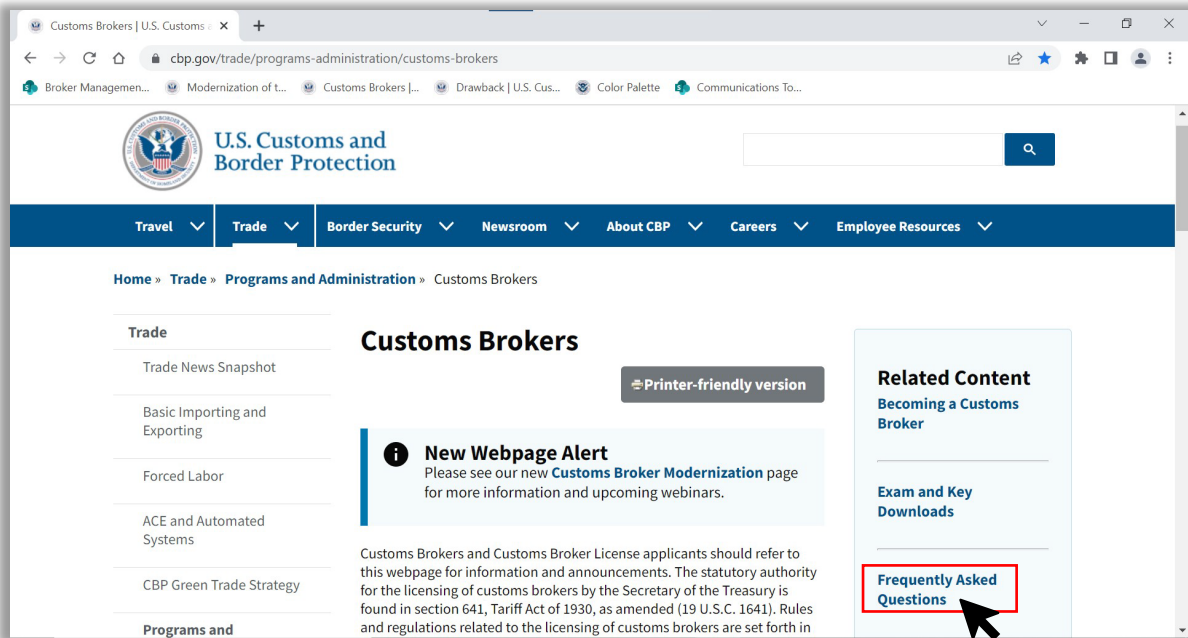 Customs Brokers | U.S. Customs a
cbp.gov/trade/programs-administration/customs-brokers
Broker Managemen... Modernization of t... Customs Brokers |... Drawback | U.S. Cus... Color Palette Communications To...
U.S. Customs and
Border Protection
Travel Trade Border Security Newsroom About CBP Careers Employee Resources
Home » Trade » Programs and Administration » Customs Brokers
Trade
Trade News Snapshot
Basic Importing and
Exporting
Forced Labor
ACE and Automated
Systems
CBP Green Trade Strategy
Programs and
Customs Brokers
Printer-friendly version
New Webpage Alert
Please see our new Customs Broker Modernization page
for more information and upcoming webinars.
Customs Brokers and Customs Broker License applicants should refer to
this webpage for information and announcements. The statutory authority
for the licensing of customs brokers by the Secretary of the Treasury is
found in section 641, Tariff Act of 1930, as amended (19 U.S.C. 1641). Rules
and regulations related to the licensing of customs brokers are set forth in
Related Content
Becoming a Customs
Broker
Exam and Key
Downloads
Frequently Asked
Questions